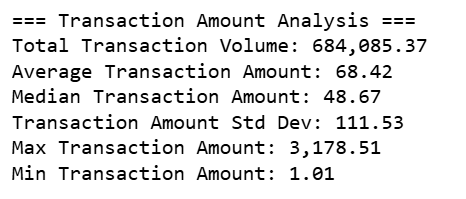 === Transaction Amount Analysis ===
Total Transaction Volume: 684,085.37
Average Transaction Amount: 68.42
Median Transaction Amount: 48.67
Transaction Amount Std Dev: 111.53
Max Transaction Amount: 3,178.51
Min Transaction Amount: 1.01